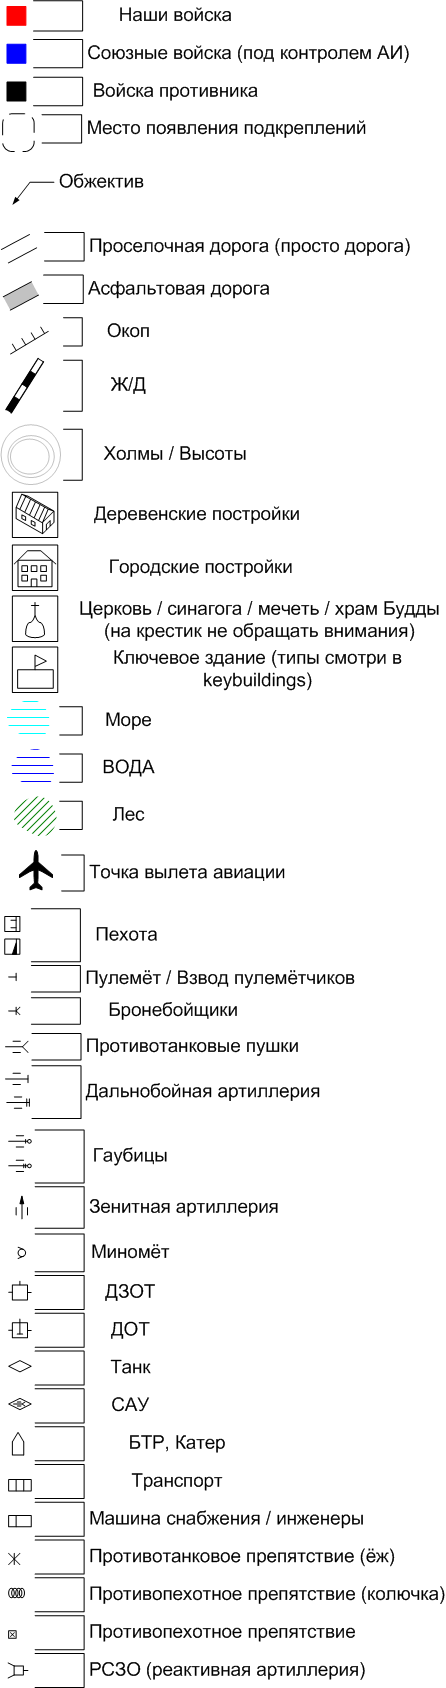 Наши войска
Союзные войска (под контролем АИ)
Войска противника
Место появления подкреплений
Обжектив
Проселочная дорога (просто дорога)
Асфальтовая дорога
Окоп
Ж/Д
Холмы / Высоты
Деревенские постройки
Городские постройки
Церковь / синагога / мечеть / храм Будды
(на крестик не обращать внимания)
Ключевое здание (типы смотри в
keybuildings)
Море
ВОДА
Лес
Точка вылета авиации
Пехота
Пулемёт / Взвод пулемётчиков
Бронебойщики
Противотанковые пушки
Дальнобойная артиллерия
Гаубицы
Зенитная артиллерия
Миномёт
ДЗОТ
ДОТ
Танк
САУ
БТР, Катер
Транспорт
Машина снабжения / инженеры
Противотанковое препятствие (ёж)
Противопехотное препятствие (колючка)
Противопехотное препятствие
РСЗО (реактивная артиллерия)